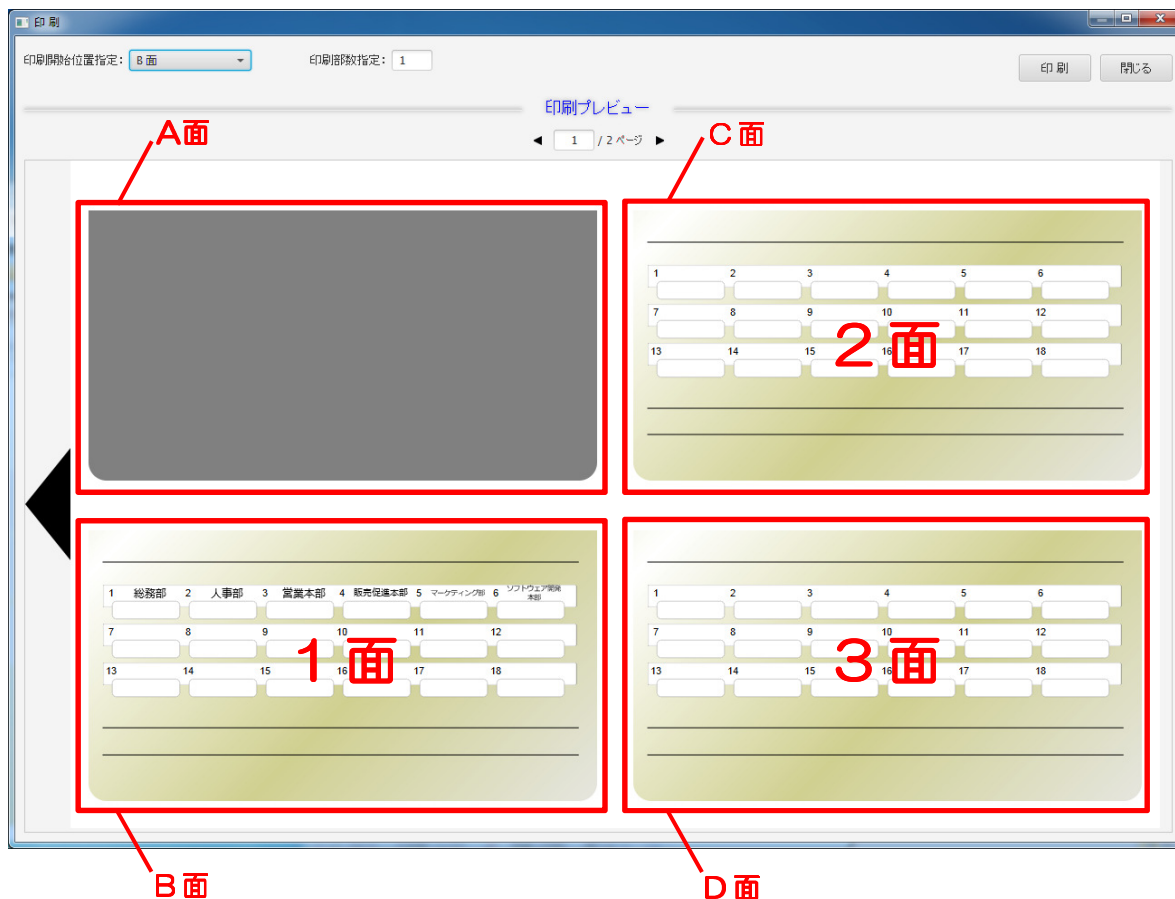 印刷
印刷開始位置指定： B面
印刷部数指定： 1
印刷 閉じる
印刷プレビュー
1 / 2 ページ
A面
C面
1 2 3 4 5 6
7 8 9 10 11 12
13 14 15 16 17 18
2面
1 総務部 2 人事部 3 営業本部 4 販売促進本部 5 マーケティング部 6 ソフトウェア開発本部
7 8 9 10 11 12
13 14 15 16 17 18
1面
1 2 3 4 5 6
7 8 9 10 11 12
13 14 15 16 17 18
3面
B面
D面